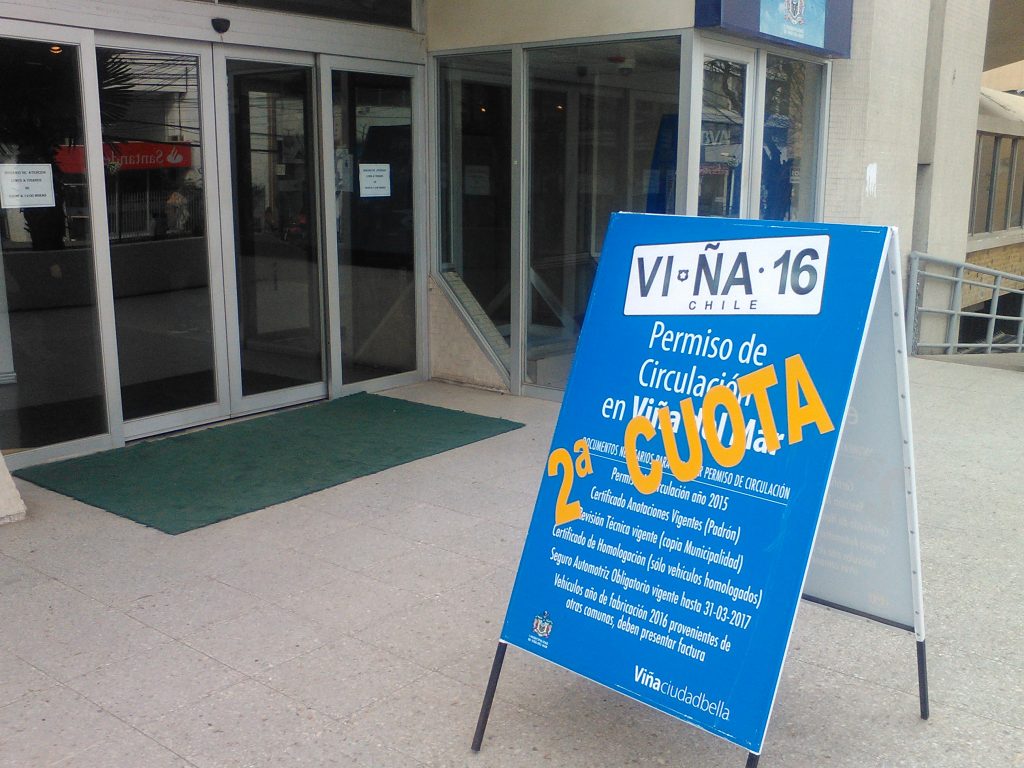 VI·ÑA·16
CHILE
Permiso de
Circulación
en Viña del Mar
2ª CUOTA
DOCUMENTOS PERMISO DE CIRCULACIÓN
año 2015
Certificado Anotaciones Vigentes (Padrón)
Revisión Técnica vigente (copia Municipalidad)
Certificado de Homologación (sólo vehículos homologados)
Seguro Automotriz Obligatorio vigente hasta 31-03-2017
Vehículos año de fabricación 2016 provenientes de
otras comunas, deben presentar factura
Viñaciudadbella
Santander